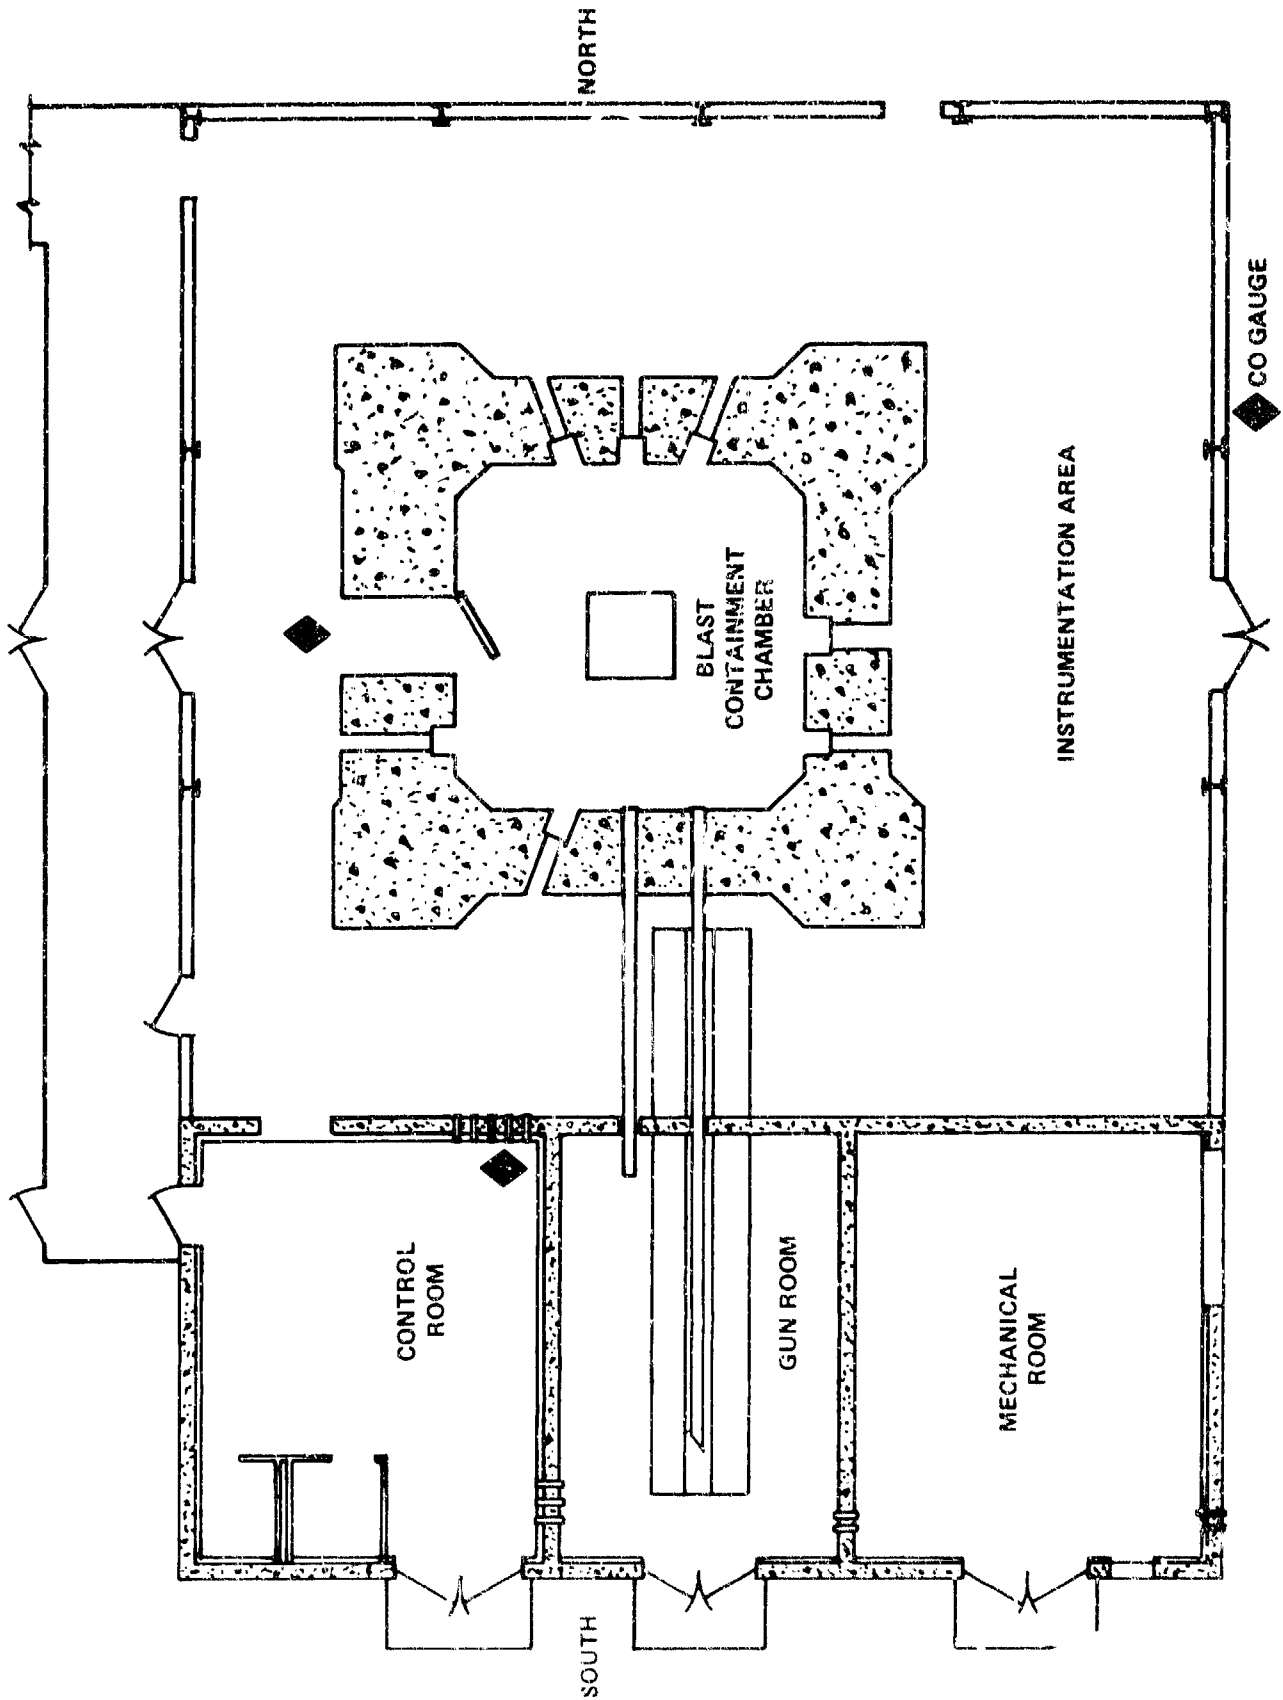 NORTH
CO GAUGE
BLAST
CONTAINMENT
CHAMBER
INSTRUMENTATION AREA
CONTROL
ROOM
GUN ROOM
MECHANICAL
ROOM
SOUTH